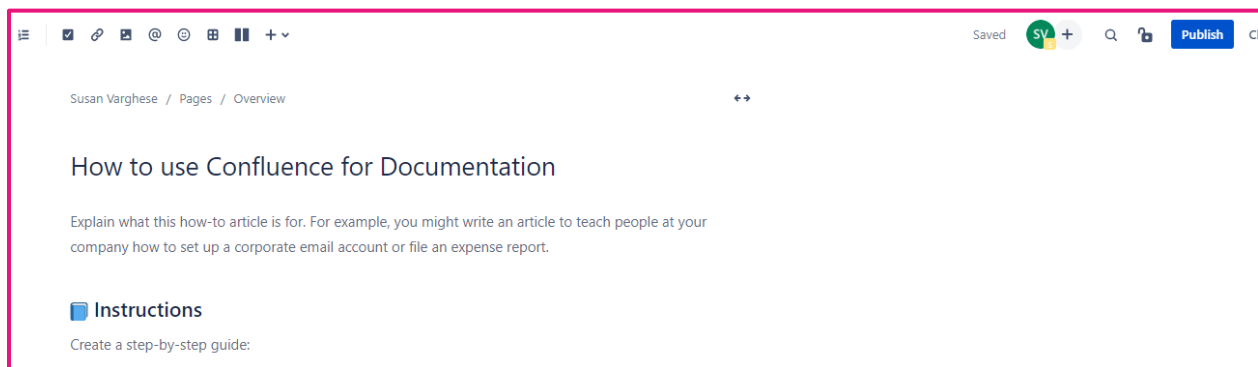 Saved SV Publish Cl
Susan Varghese / Pages / Overview
How to use Confluence for Documentation
Explain what this how-to article is for. For example, you might write an article to teach people at your
company how to set up a corporate email account or file an expense report.
Instructions
Create a step-by-step guide: